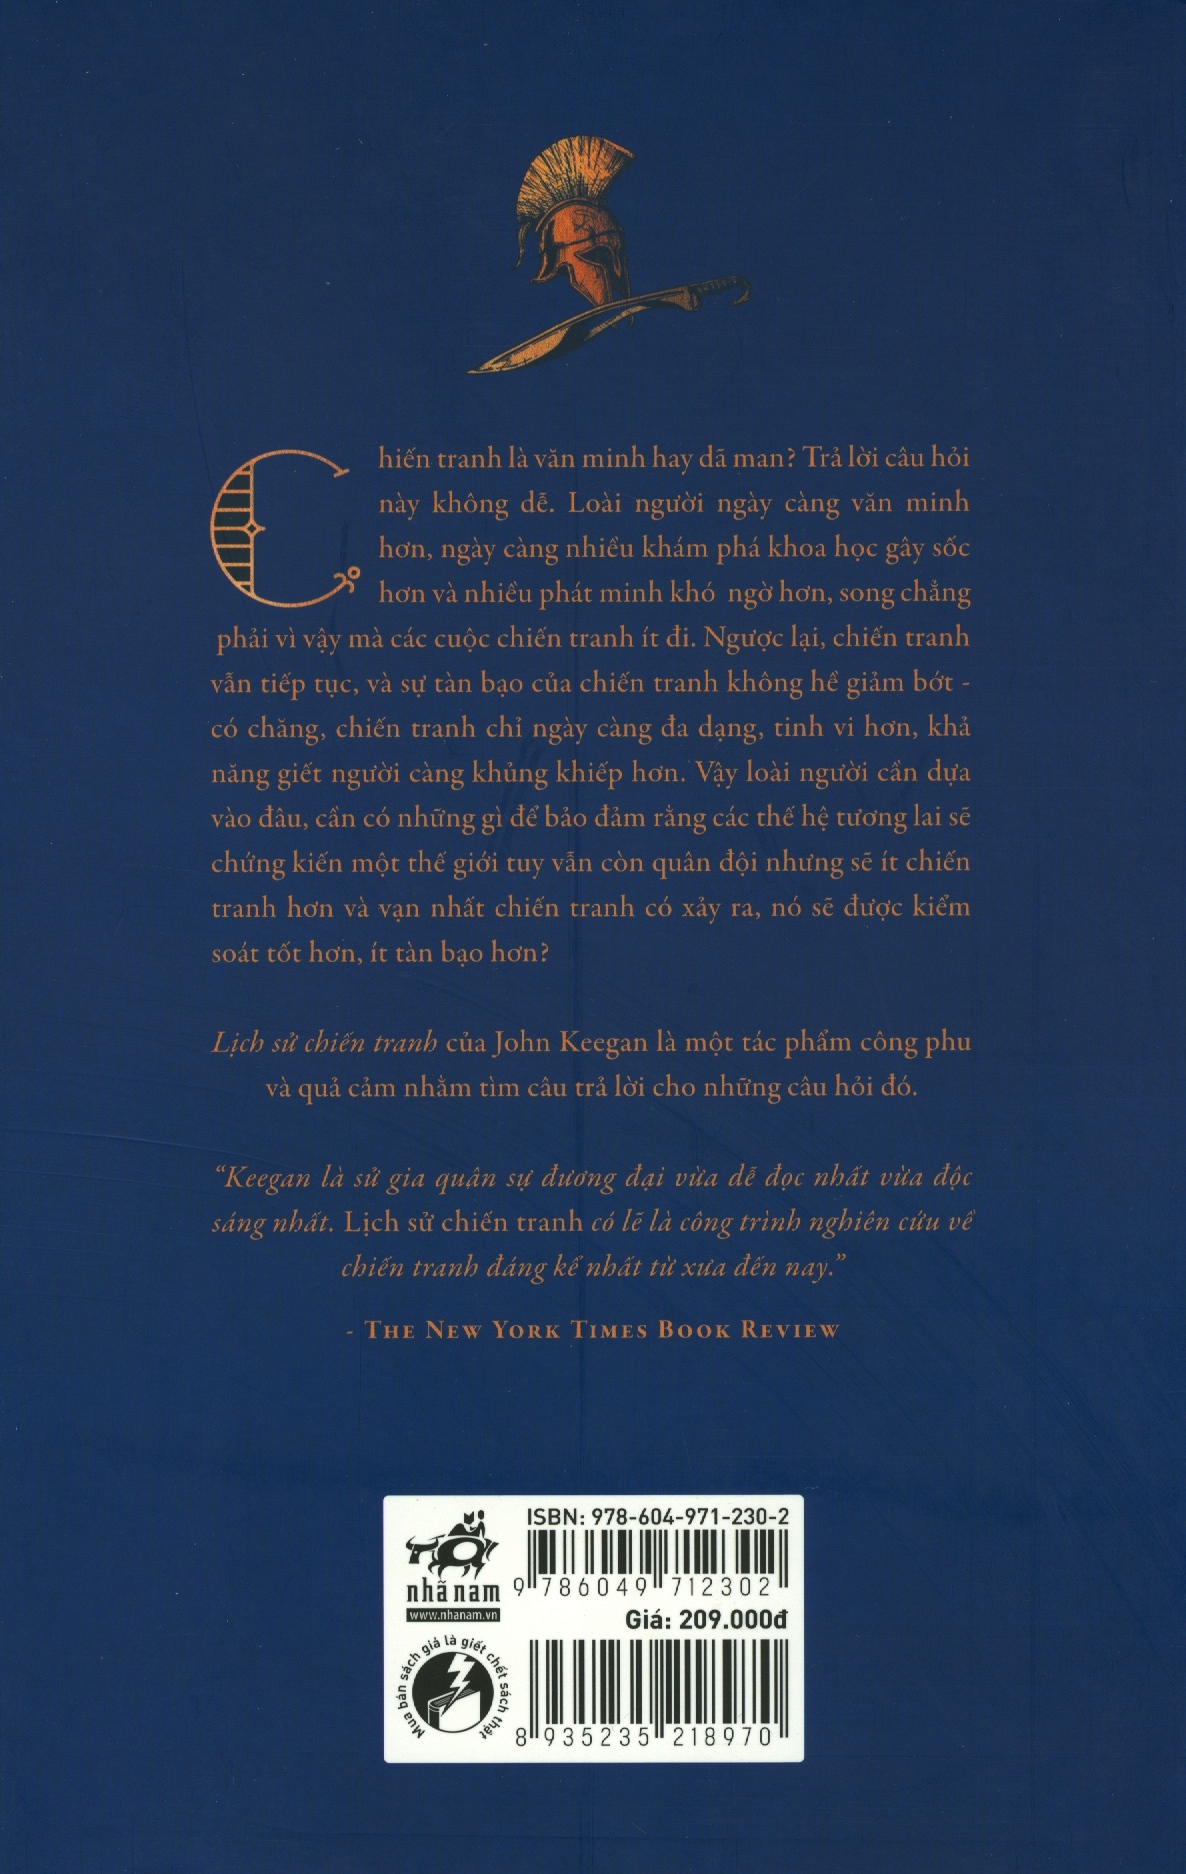 Chiến tranh là văn minh hay dã man? Trả lời câu hỏi
này không dễ. Loài người ngày càng văn minh
hơn, ngày càng nhiều khám phá khoa học gây sốc
hơn và nhiều phát minh khó ngờ hơn, song chẳng
phải vì vậy mà các cuộc chiến tranh ít đi. Ngược lại, chiến tranh
vẫn tiếp tục, và sự tàn bạo của chiến tranh không hề giảm bớt -
có chăng, chiến tranh chỉ ngày càng đa dạng, tinh vi hơn, khả
năng giết người càng khủng khiếp hơn. Vậy loài người cần dựa
vào đâu, cần có những gì để bảo đảm rằng các thế hệ tương lai sẽ
chứng kiến một thế giới tuy vẫn còn quân đội nhưng sẽ ít chiến
tranh hơn và vạn nhất chiến tranh có xảy ra, nó sẽ được kiểm
soát tốt hơn, ít tàn bạo hơn?
Lịch sử chiến tranh của John Keegan là một tác phẩm công phu
và quả cảm nhằm tìm câu trả lời cho những câu hỏi đó.
“Keegan là sử gia quân sự đương đại vừa dễ đọc nhất vừa độc
sáng nhất. Lịch sử chiến tranh có lẽ là công trình nghiên cứu về
chiến tranh đáng kể nhất từ xưa đến nay.”
- THE NEW YORK TIMES BOOK REVIEW
ISBN: 978-604-971-230-2
9 786049 712302
nhã nam
www.nhanam.vn
Giá: 209.000đ
Mua bán sách giả là giết chết sách thật
8 935235 218970